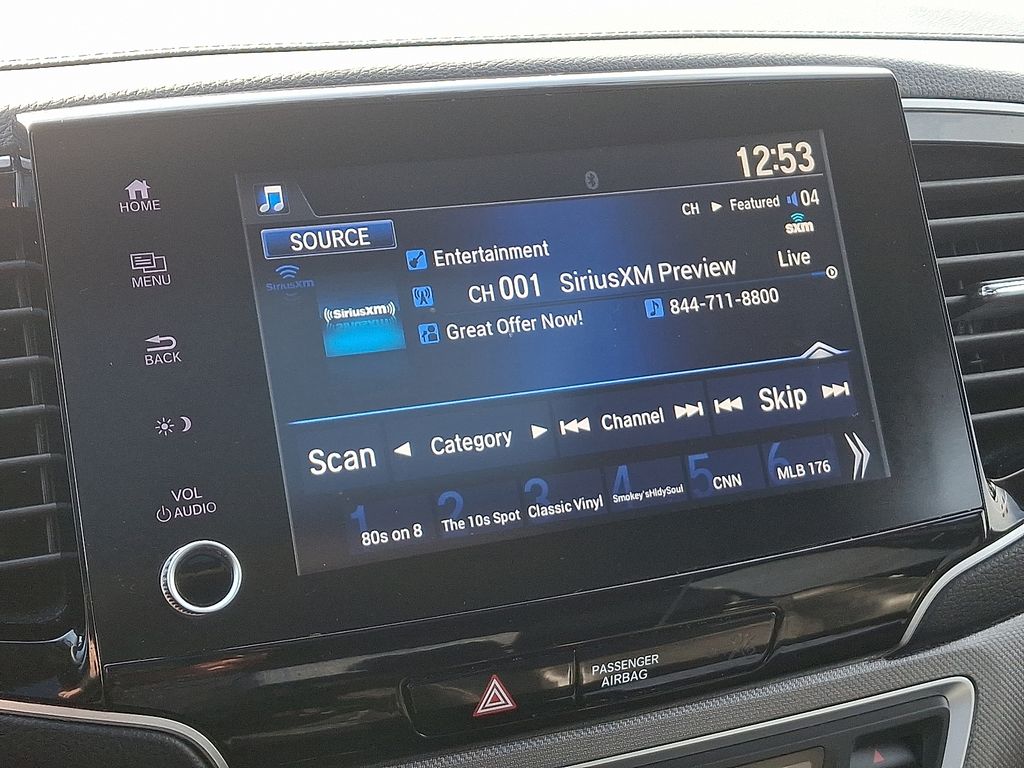 12:53
HOME
CH ▶ Featured 04
sxm
SOURCE
SiriusXM
Entertainment
Live
MENU
CH 001 SiriusXM Preview
((SiriusXM))
Great Offer Now!
844-711-8800
BACK
Scan
Category
Channel
Skip
VOL
AUDIO
1 80s on 8
2 The 10s Spot
3 Classic Vinyl
4 Smokey'sHldySoul
5 CNN
6 MLB 176
PASSENGER
AIRBAG